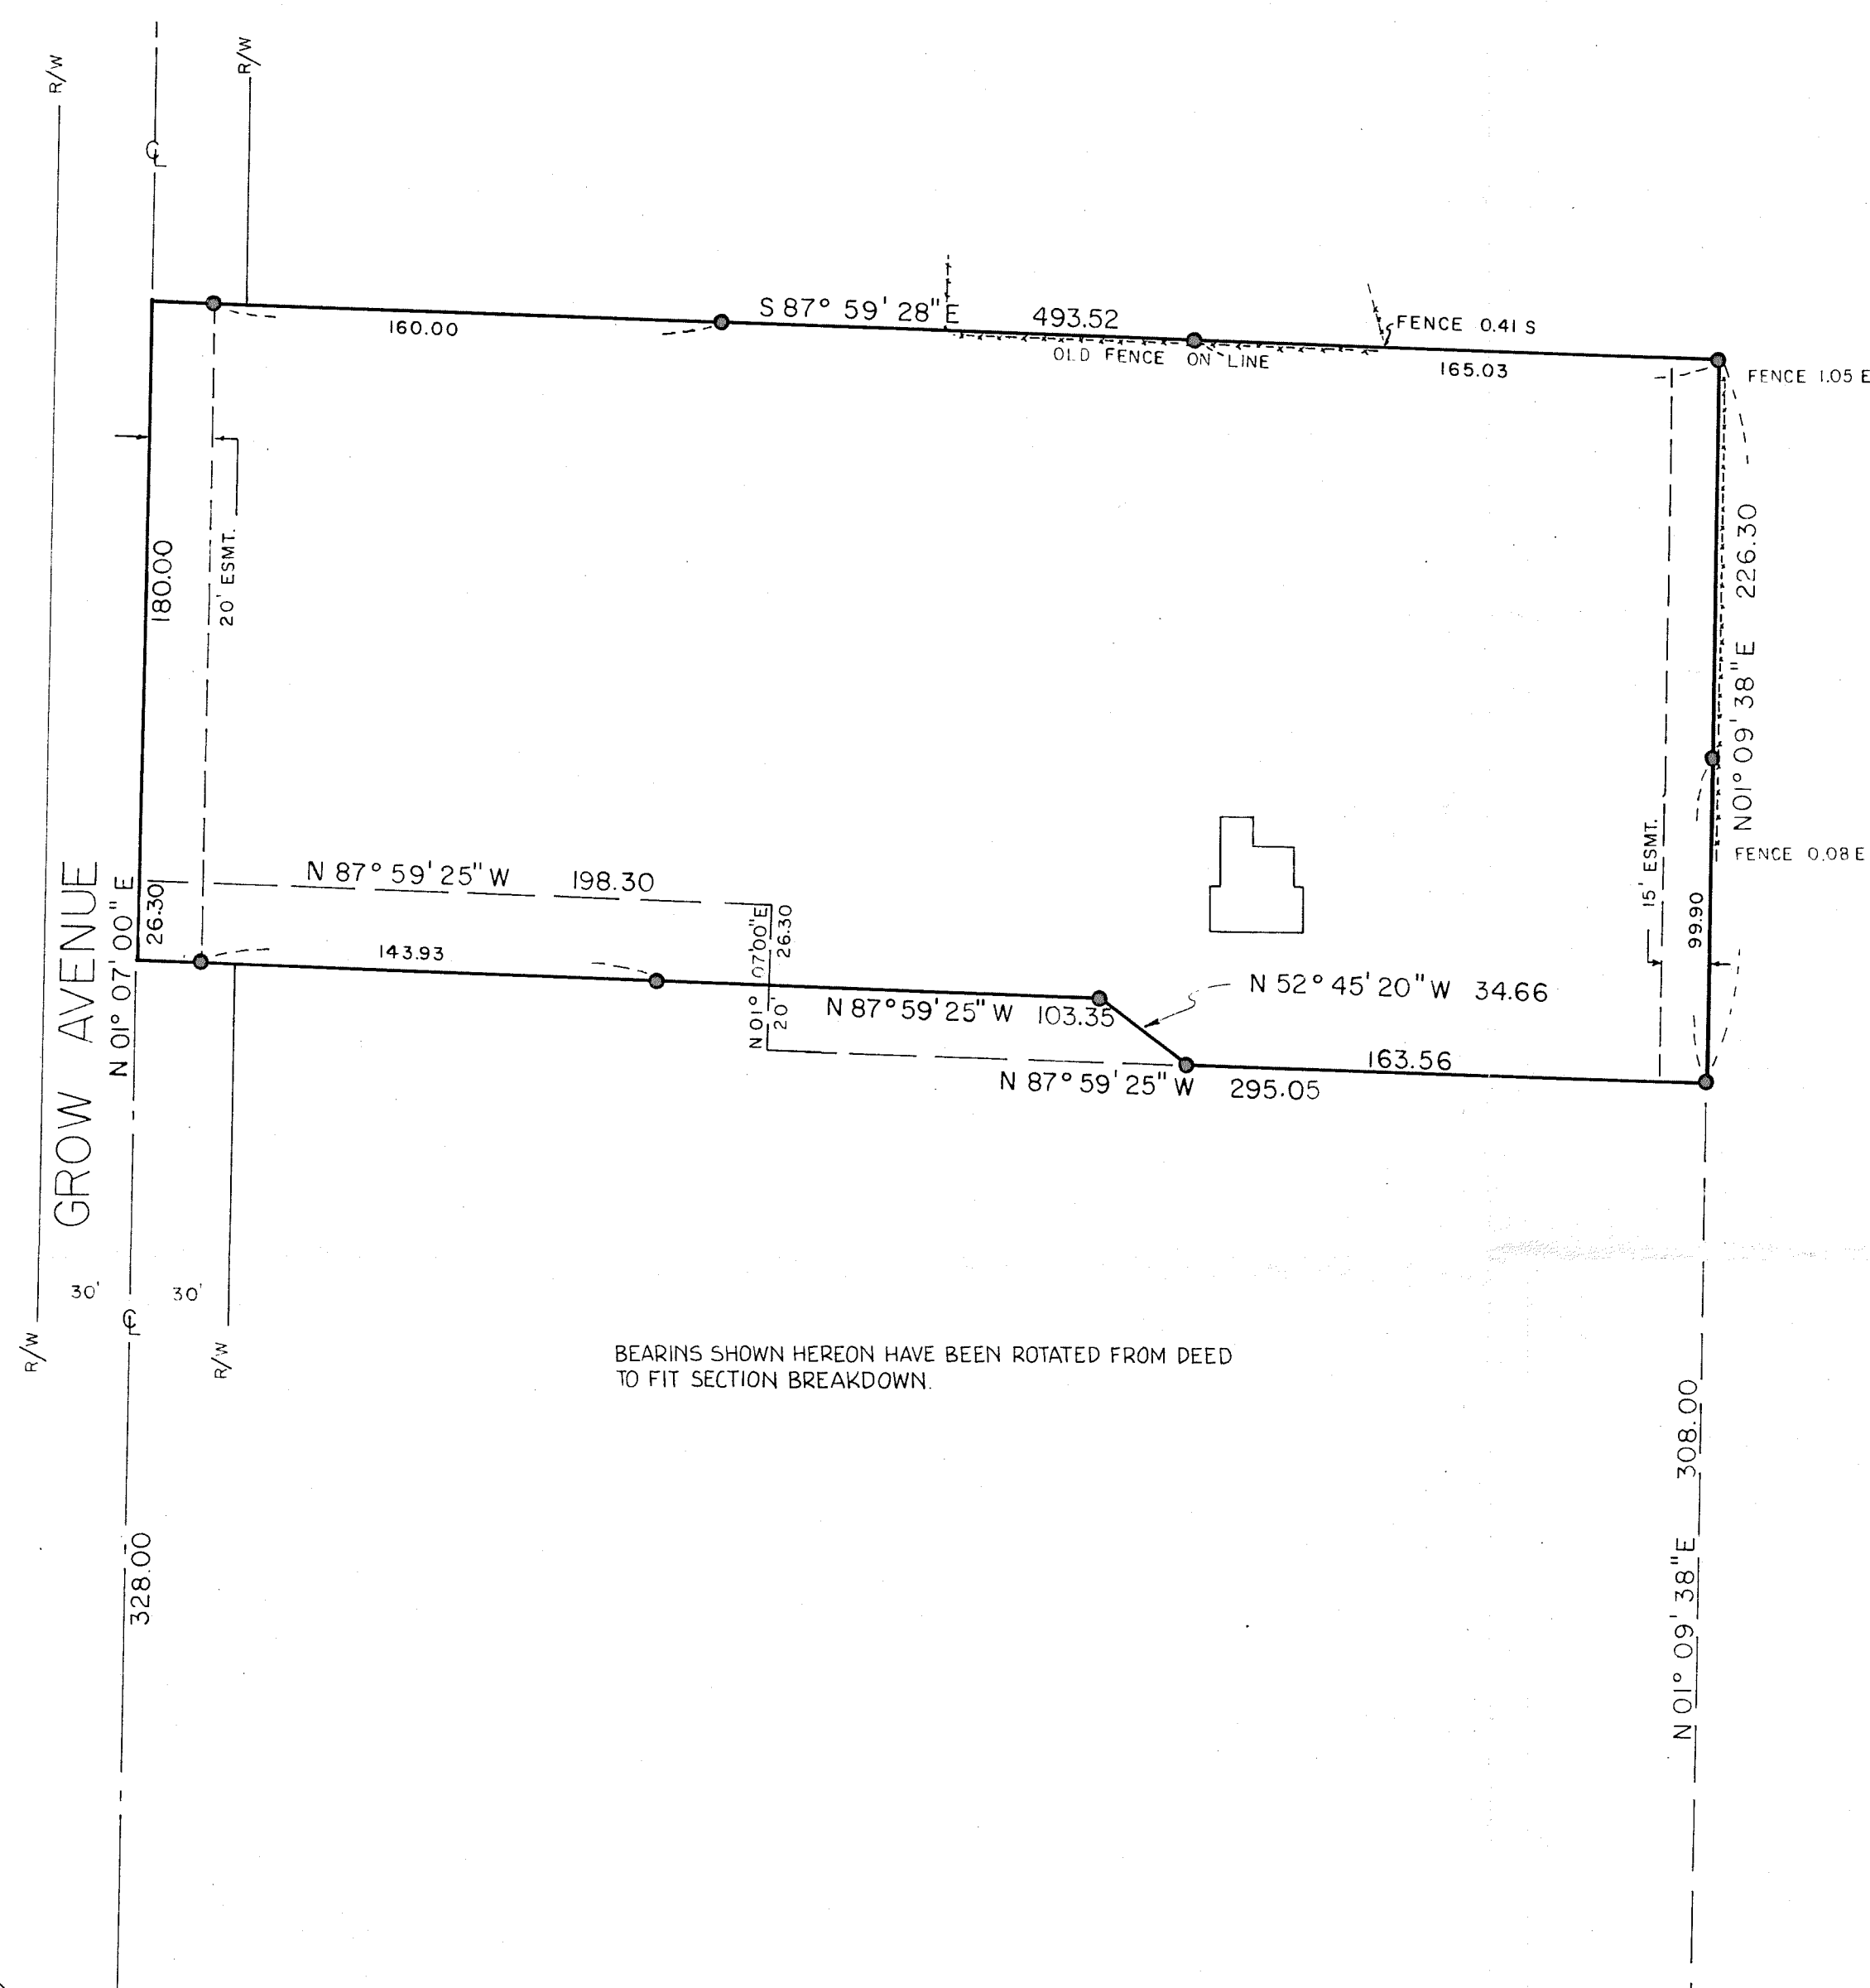 R/W
R/W
℄
S 87° 59' 28" E 493.52
160.00
FENCE 0.41 S
OLD FENCE ON LINE
165.03
FENCE 1.05 E
180.00
20' ESMT.
N 01° 09' 38" E 226.30
15' ESMT.
FENCE 0.08 E
99.90
N 87° 59' 25" W 198.30
26.30
N 01° 07' 00" E
GROW AVENUE
143.93
N 01° 07' 00" E
26.30
20'
N 87° 59' 25" W 103.35
N 52° 45' 20" W 34.66
163.56
N 87° 59' 25" W 295.05
30'
30'
℄
R/W
R/W
BEARINS SHOWN HEREON HAVE BEEN ROTATED FROM DEED
TO FIT SECTION BREAKDOWN.
328.00
N 01° 09' 38" E 308.00